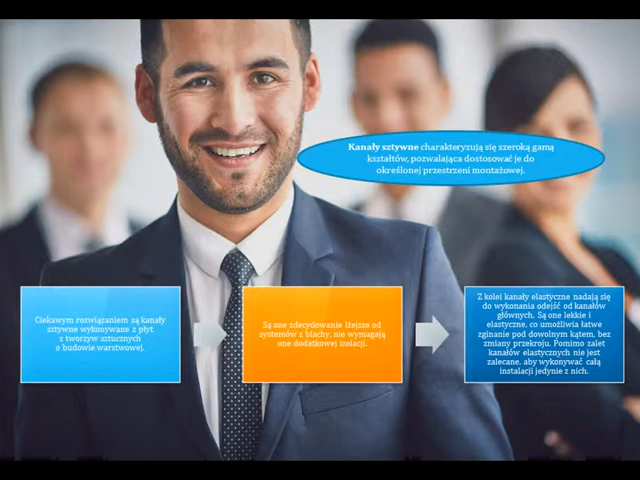 Kanały sztywne charakteryzują się szeroką gamą
kształtów, pozwalająca dostosować je do
określonej przestrzeni montażowej.
Ciekawym rozwiązaniem są kanały
sztywne wykonywane z płyt
z tworzyw sztucznych
o budowie warstwowej.
Są one zdecydowanie lżejsze od
systemów z blachy, nie wymagają
one dodatkowej izolacji.
Z kolei kanały elastyczne nadają się
do wykonania odejść od kanałów
głównych. Są one lekkie i
elastyczne, co umożliwia łatwe
zginanie pod dowolnym kątem, bez
zmiany przekroju. Pomimo zalet
kanałów elastycznych nie jest
zalecane, aby wykonywać całą
instalacji jedynie z nich.